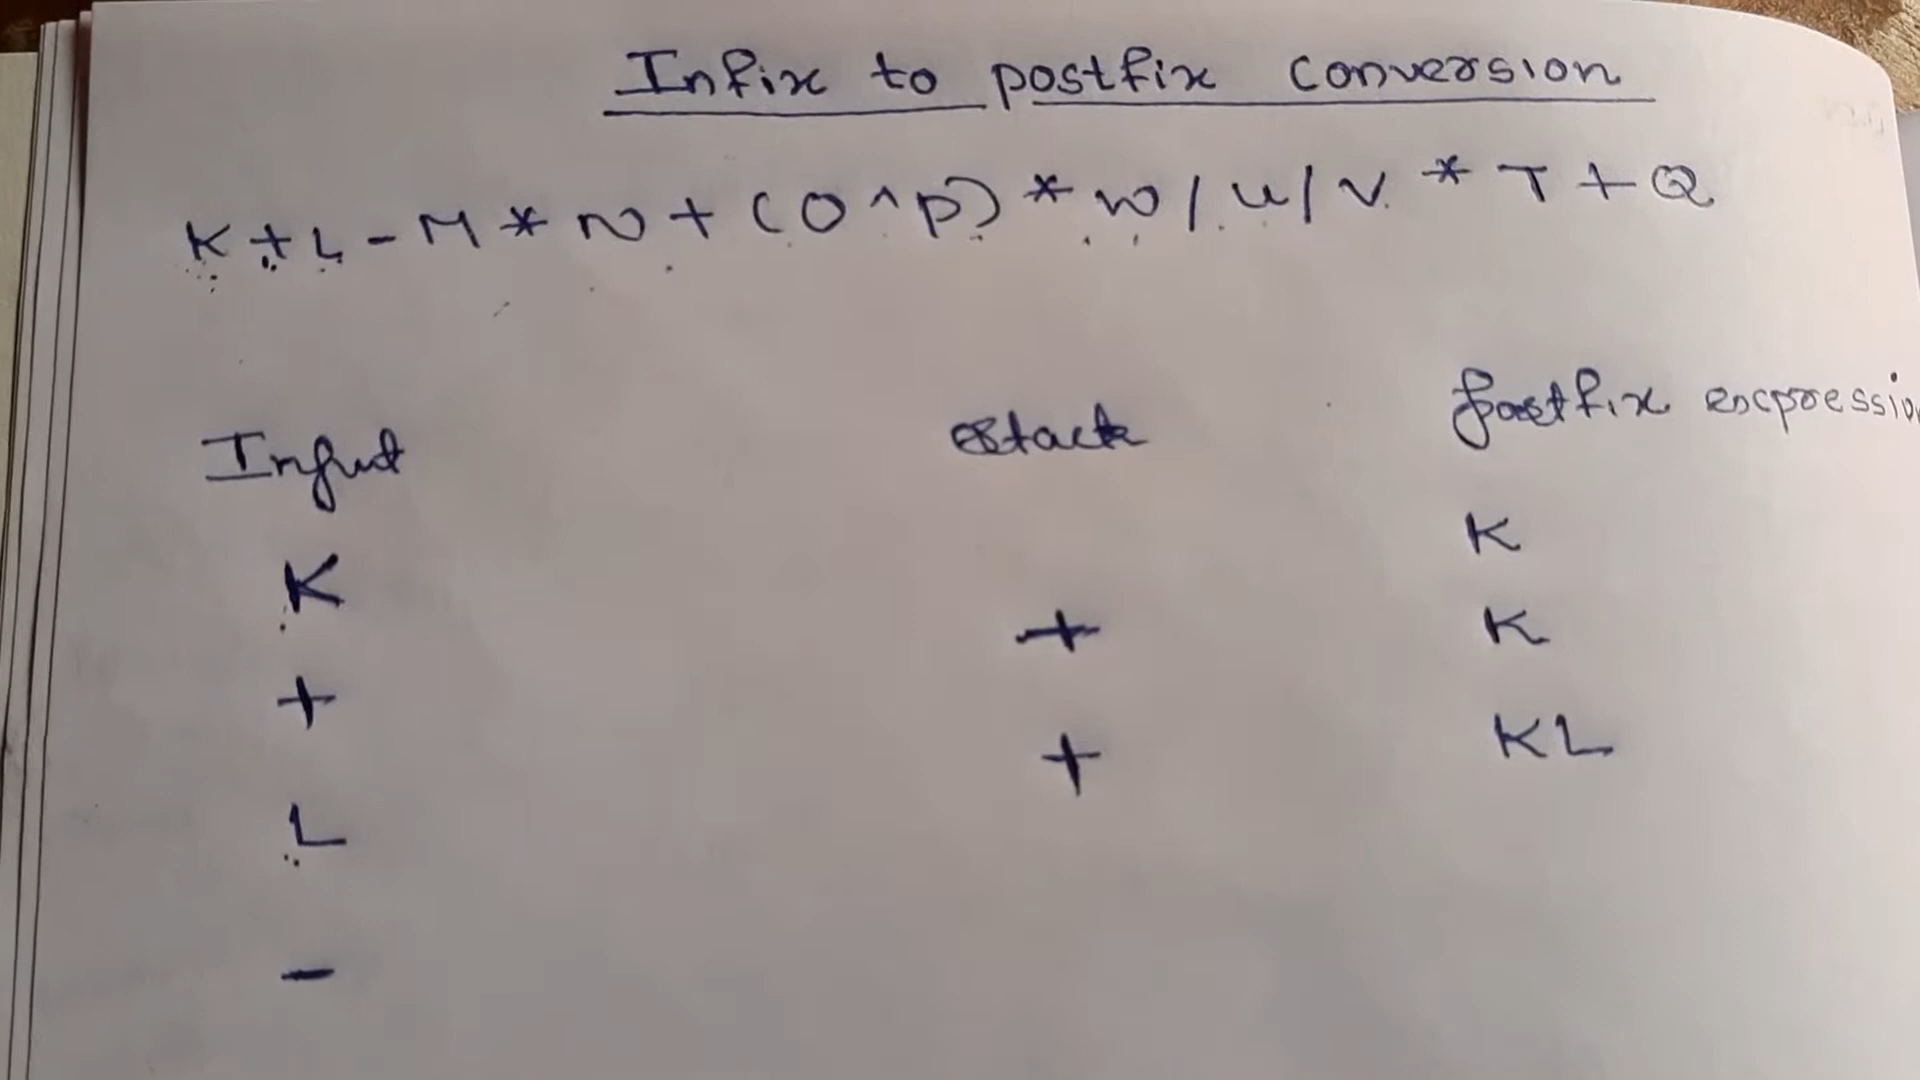 Infix to postfix conversion
K + L - M * N + (O ^ P) * W / U / V * T + Q
Input Stack Postfix expression
K K
+ + K
L + KL
-